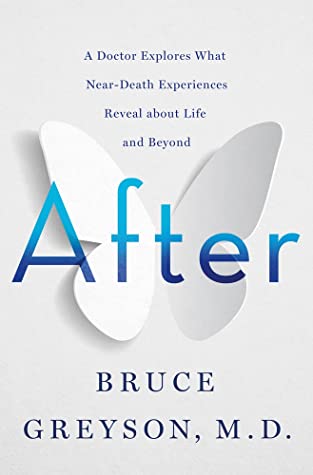 A Doctor Explores What
Near-Death Experiences
Reveal about Life
and Beyond
After
BRUCE
GREYSON, M.D.